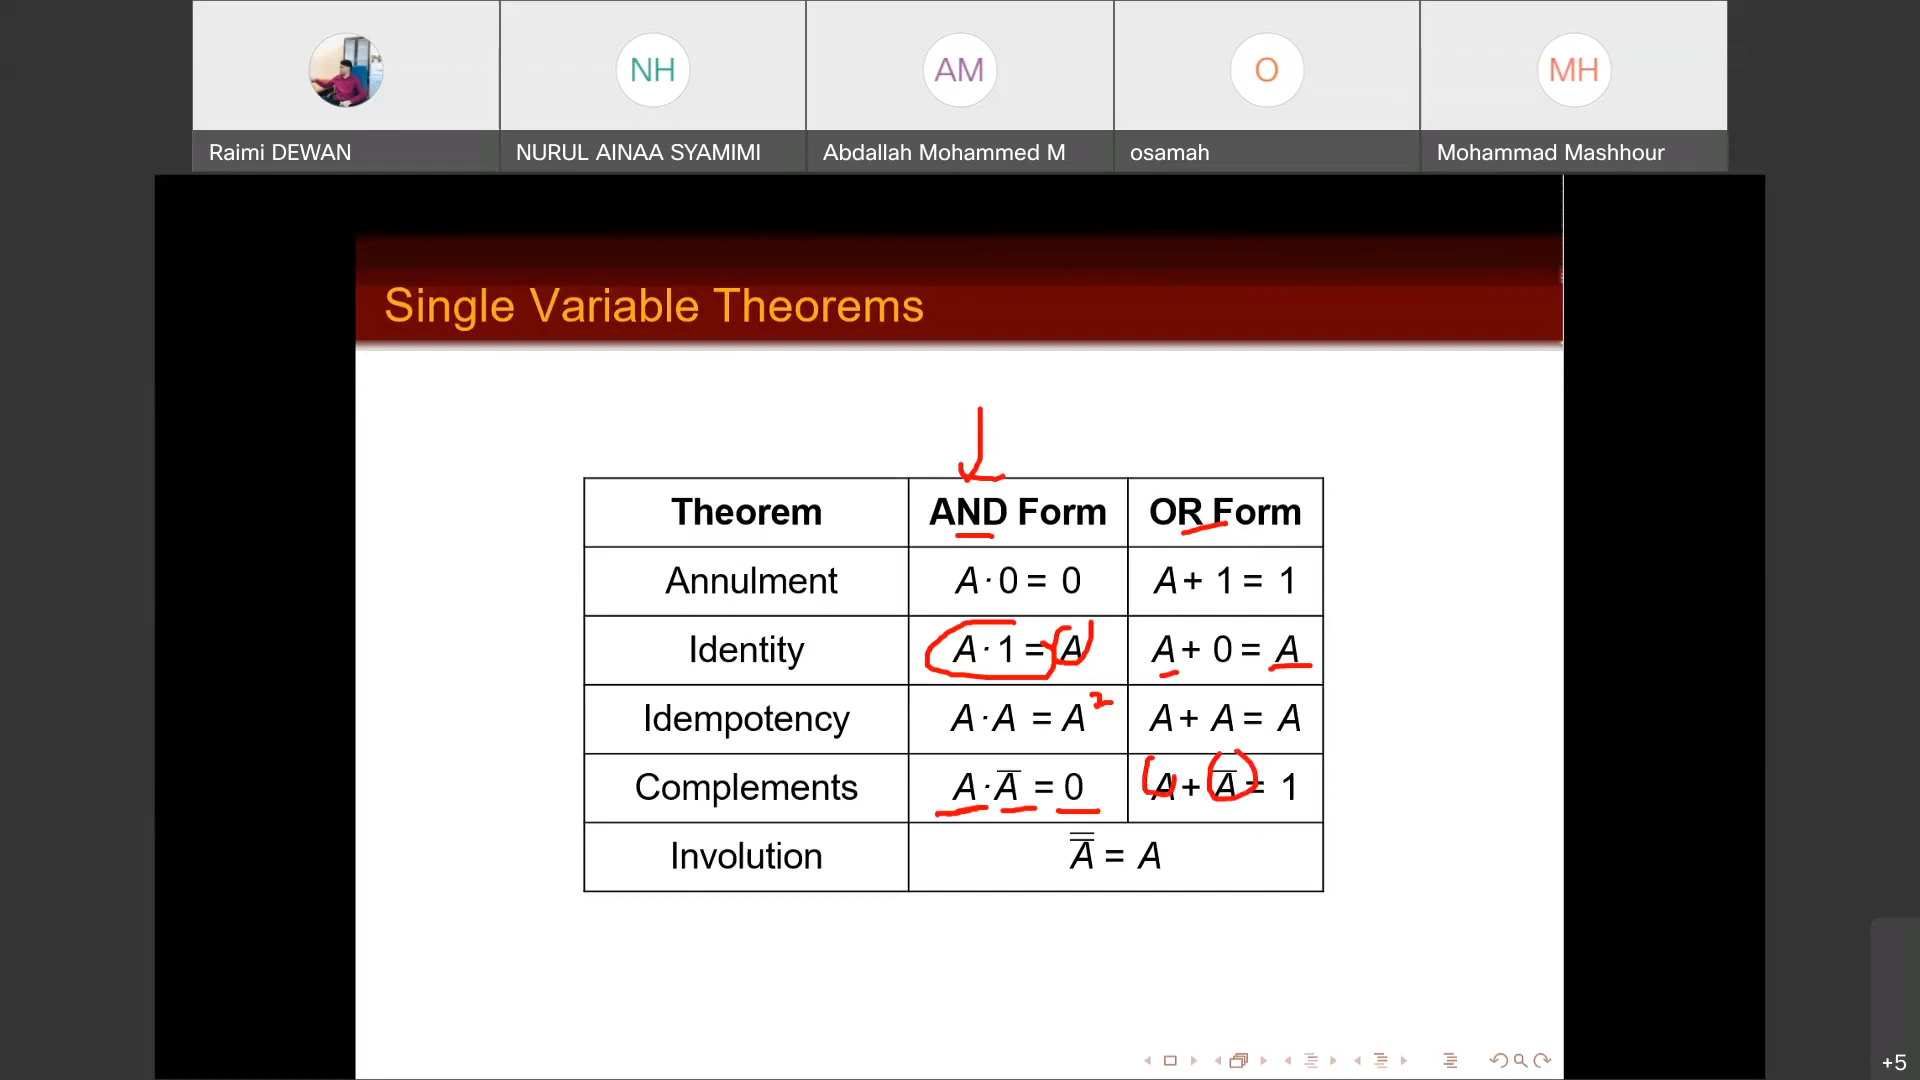 NH
AM
O
MH
Raimi DEWAN
NURUL AINAA SYAMIMI
Abdallah Mohammed M
osamah
Mohammad Mashhour
Single Variable Theorems
Theorem AND Form OR Form
Annulment A · 0 = 0 A + 1 = 1
Identity A · 1 = A A + 0 = A
Idempotency A · A = A² A + A = A
Complements A · A̅ = 0 A + A̅ = 1
Involution A̿ = A
+5